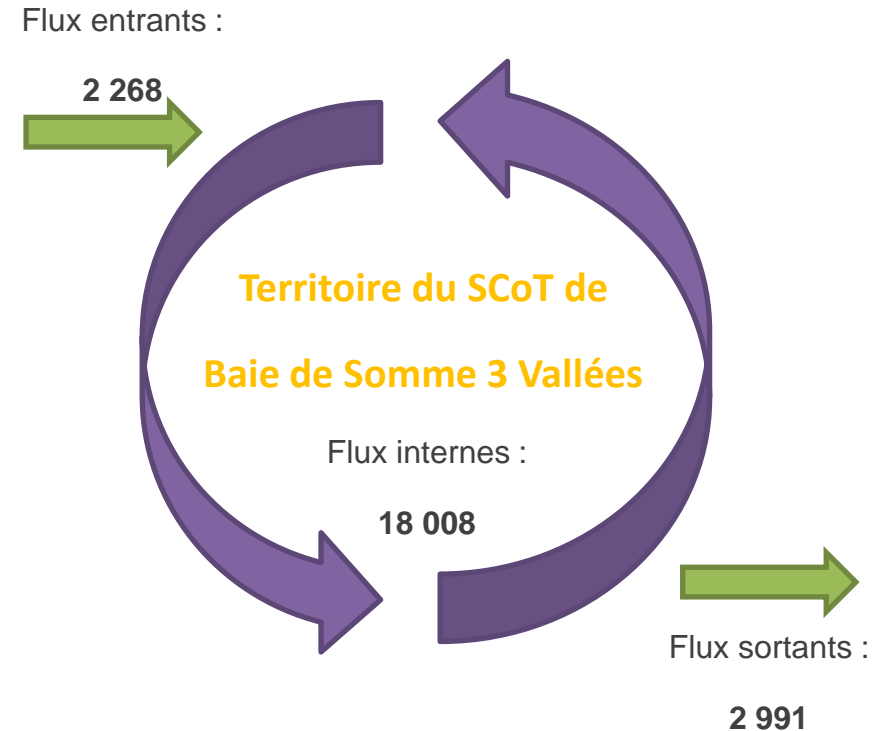 Flux entrants :
2 268
Territoire du SCoT de
Baie de Somme 3 Vallées
Flux internes :
18 008
Flux sortants :
2 991